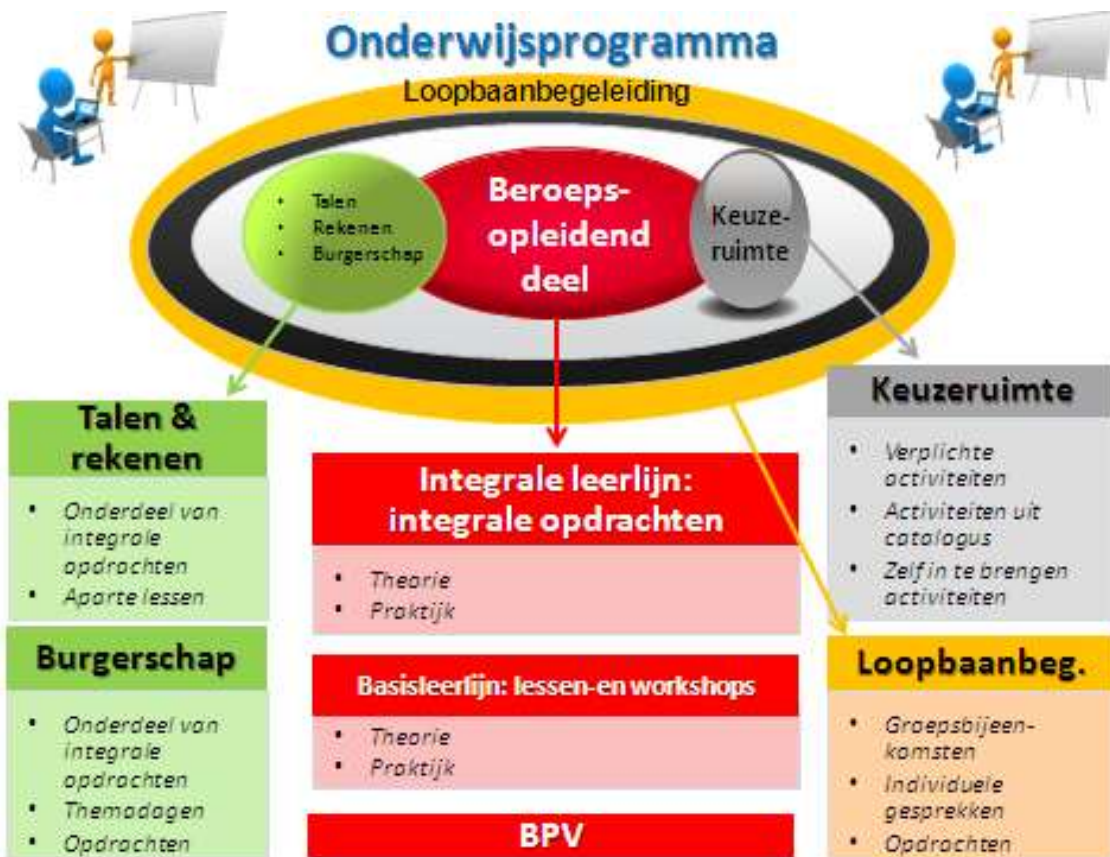 Onderwijsprogramma
Loopbaanbegeleiding
• Talen
• Rekenen
• Burgerschap
Beroeps-
opleidend
deel
Keuze-
ruimte
Talen &
rekenen
• Onderdeel van
integrale
opdrachten
• Aparte lessen
Burgerschap
• Onderdeel van
integrale
opdrachten
• Themadagen
• Opdrachten
Integrale leerlijn:
integrale opdrachten
• Theorie
• Praktijk
Basisleerlijn: lessen-en workshops
• Theorie
• Praktijk
BPV
Keuzeruimte
• Verplichte
activiteiten
• Activiteiten uit
catalogus
• Zelf in te brengen
activiteiten
Loopbaanbeg.
• Groepsbijeen-
komsten
• Individuele
gesprekken
• Opdrachten